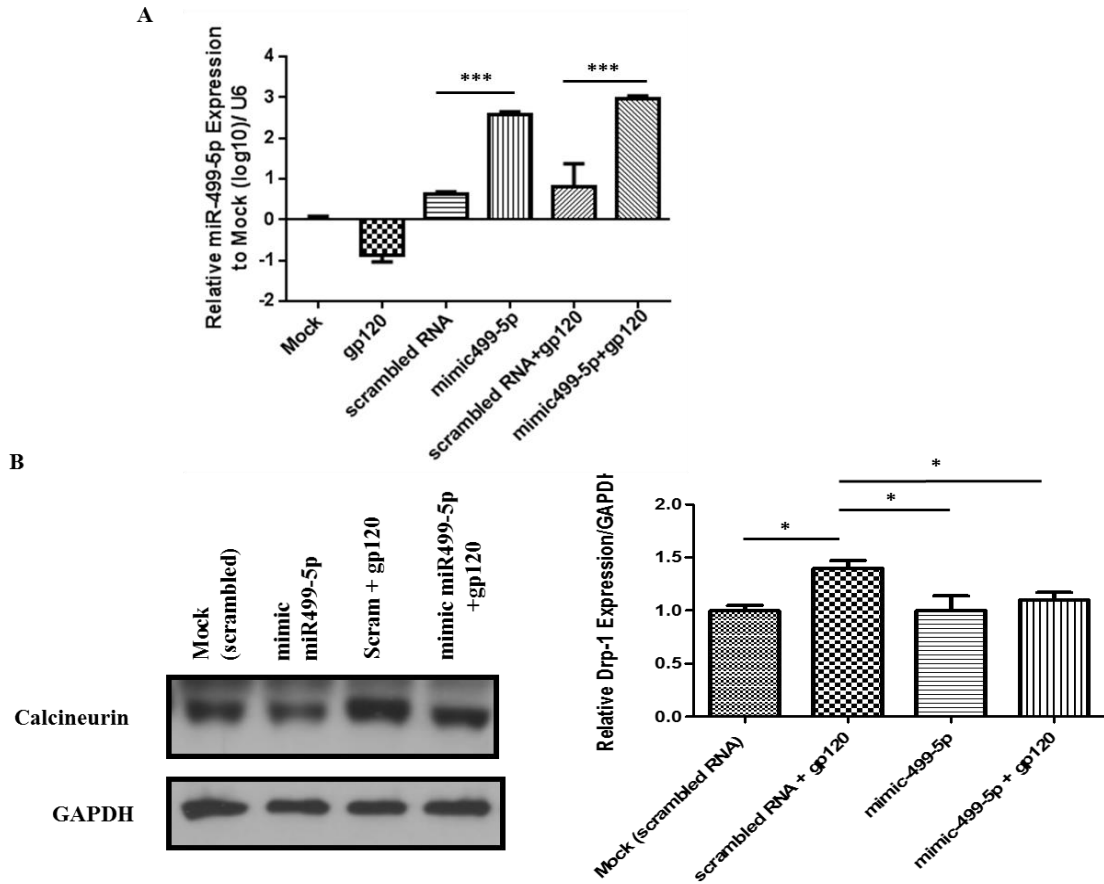 A
Relative miR-499-5p Expression
to Mock (log10)/ U6
4
3
2
1
0
-1
-2
***
***
Mock
gp120
scrambled RNA
mimic499-5p
scrambled RNA+gp120
mimic499-5p+gp120
B
Mock
(scrambled)
mimic
miR499-5p
Scram + gp120
mimic miR499-5p
+gp120
Calcineurin
GAPDH
Relative Drp-1 Expression/GAPDH
2.0
1.5
1.0
0.5
0.0
*
*
*
Mock (scrambled RNA)
scrambled RNA + gp120
mimic-499-5p
mimic-499-5p + gp120